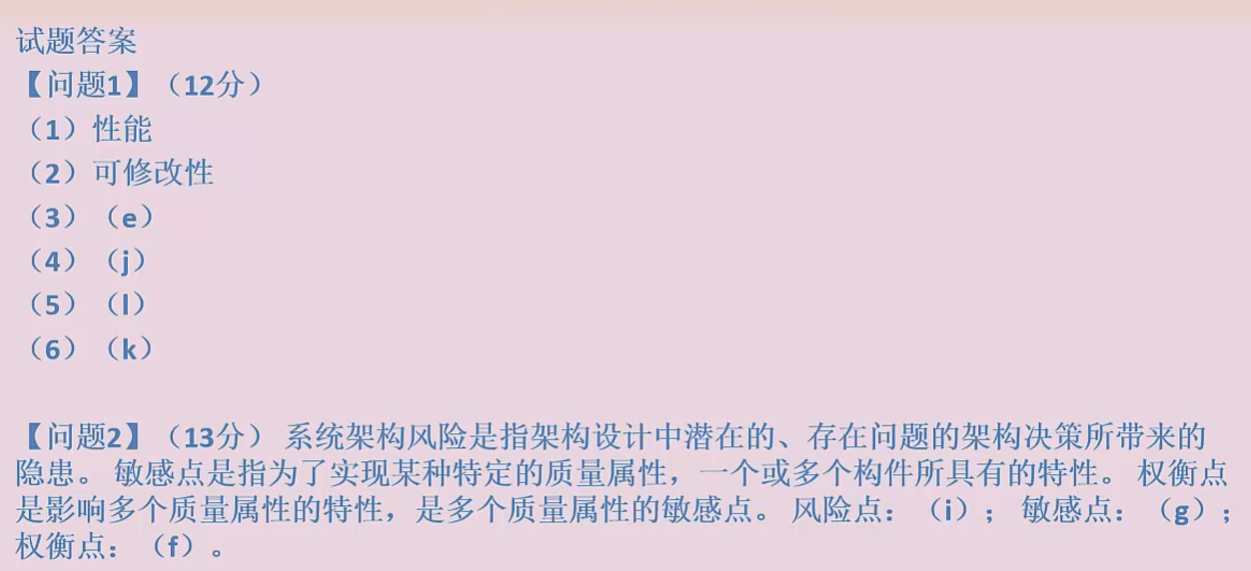 试题答案
【问题1】（12分）
（1）性能
（2）可修改性
（3）（e）
（4）（j）
（5）（l）
（6）（k）
【问题2】（13分） 系统架构风险是指架构设计中潜在的、存在问题的架构决策所带来的
隐患。 敏感点是指为了实现某种特定的质量属性，一个或多个构件所具有的特性。 权衡点
是影响多个质量属性的特性，是多个质量属性的敏感点。 风险点：（i）； 敏感点：（g）；
权衡点：（f）。